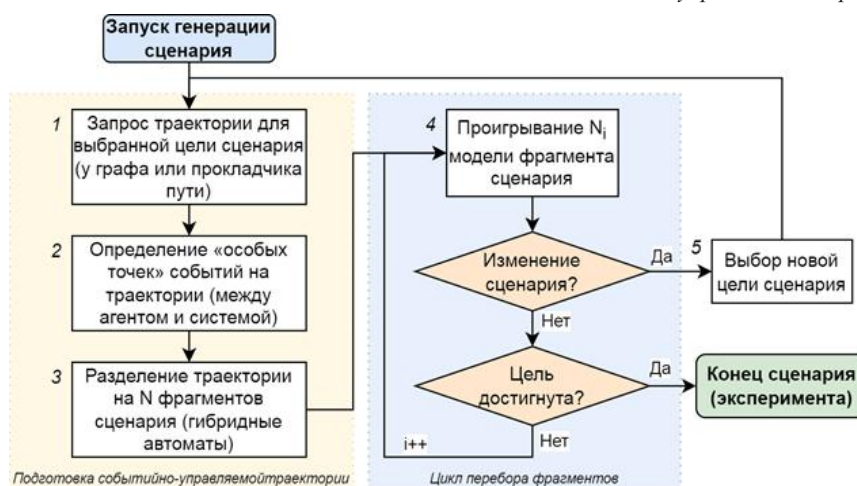 Запуск генерации
сценария
1
Запрос траектории для
выбранной цели сценария
(у графа или прокладчика
пути)
2
Определение «особых
точек» событий на
траектории (между
агентом и системой)
3
Разделение траектории
на N фрагментов
сценария (гибридные
автоматы)
Подготовка событийно-управляемойтраектории
4
Проигрывание Ni
модели фрагмента
сценария
Изменение
сценария?
Да
Нет
5
Выбор новой
цели сценария
Цель
достигнута?
Да
Нет
i++
Конец сценария
(эксперимента)
Цикл перебора фрагментов